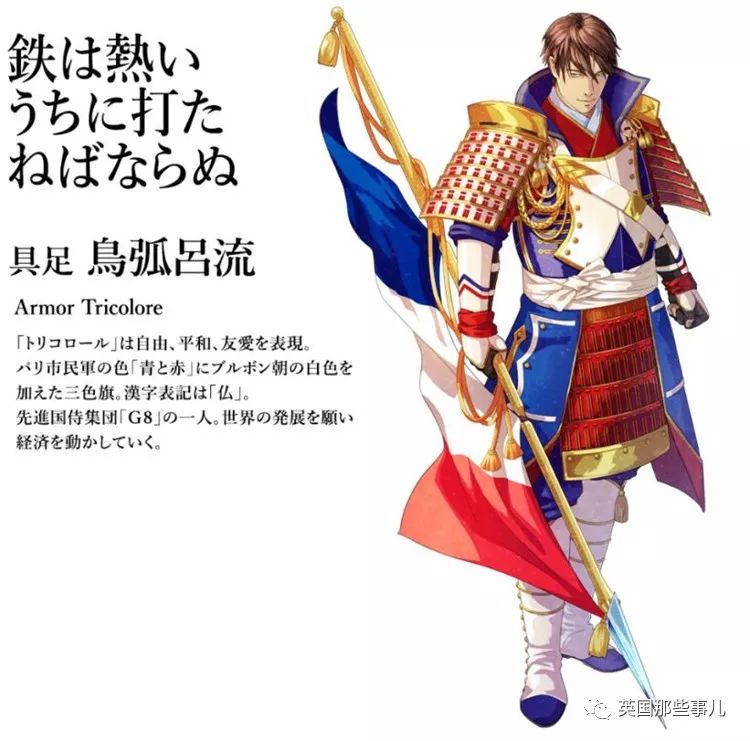 鉄は熱い
うちに打た
ねばならぬ
具足 鳥弧呂流
Armor Tricolore
「トリコロール」は自由、平和、友愛を表現。
パリ市民軍の色「青と赤」にブルボン朝の白色を
加えた三色旗。漢字表記は「仏」。
先進国侍集団「G8」の一人。世界の発展を願い
経済を動かしていく。
英国那些事儿